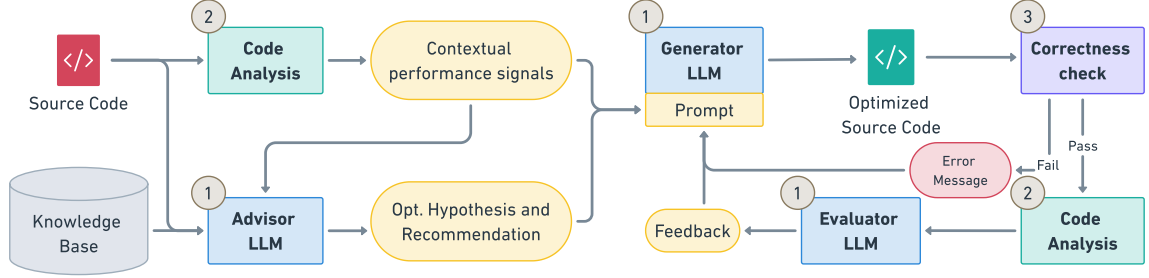 2
Code
Analysis
</>
Source Code
Contextual
performance signals
1
Generator
LLM
Prompt
</>
Optimized
Source Code
3
Correctness
check
Pass
Fail
Error
Message
Knowledge
Base
1
Advisor
LLM
Opt. Hypothesis and
Recommendation
Feedback
1
Evaluator
LLM
2
Code
Analysis